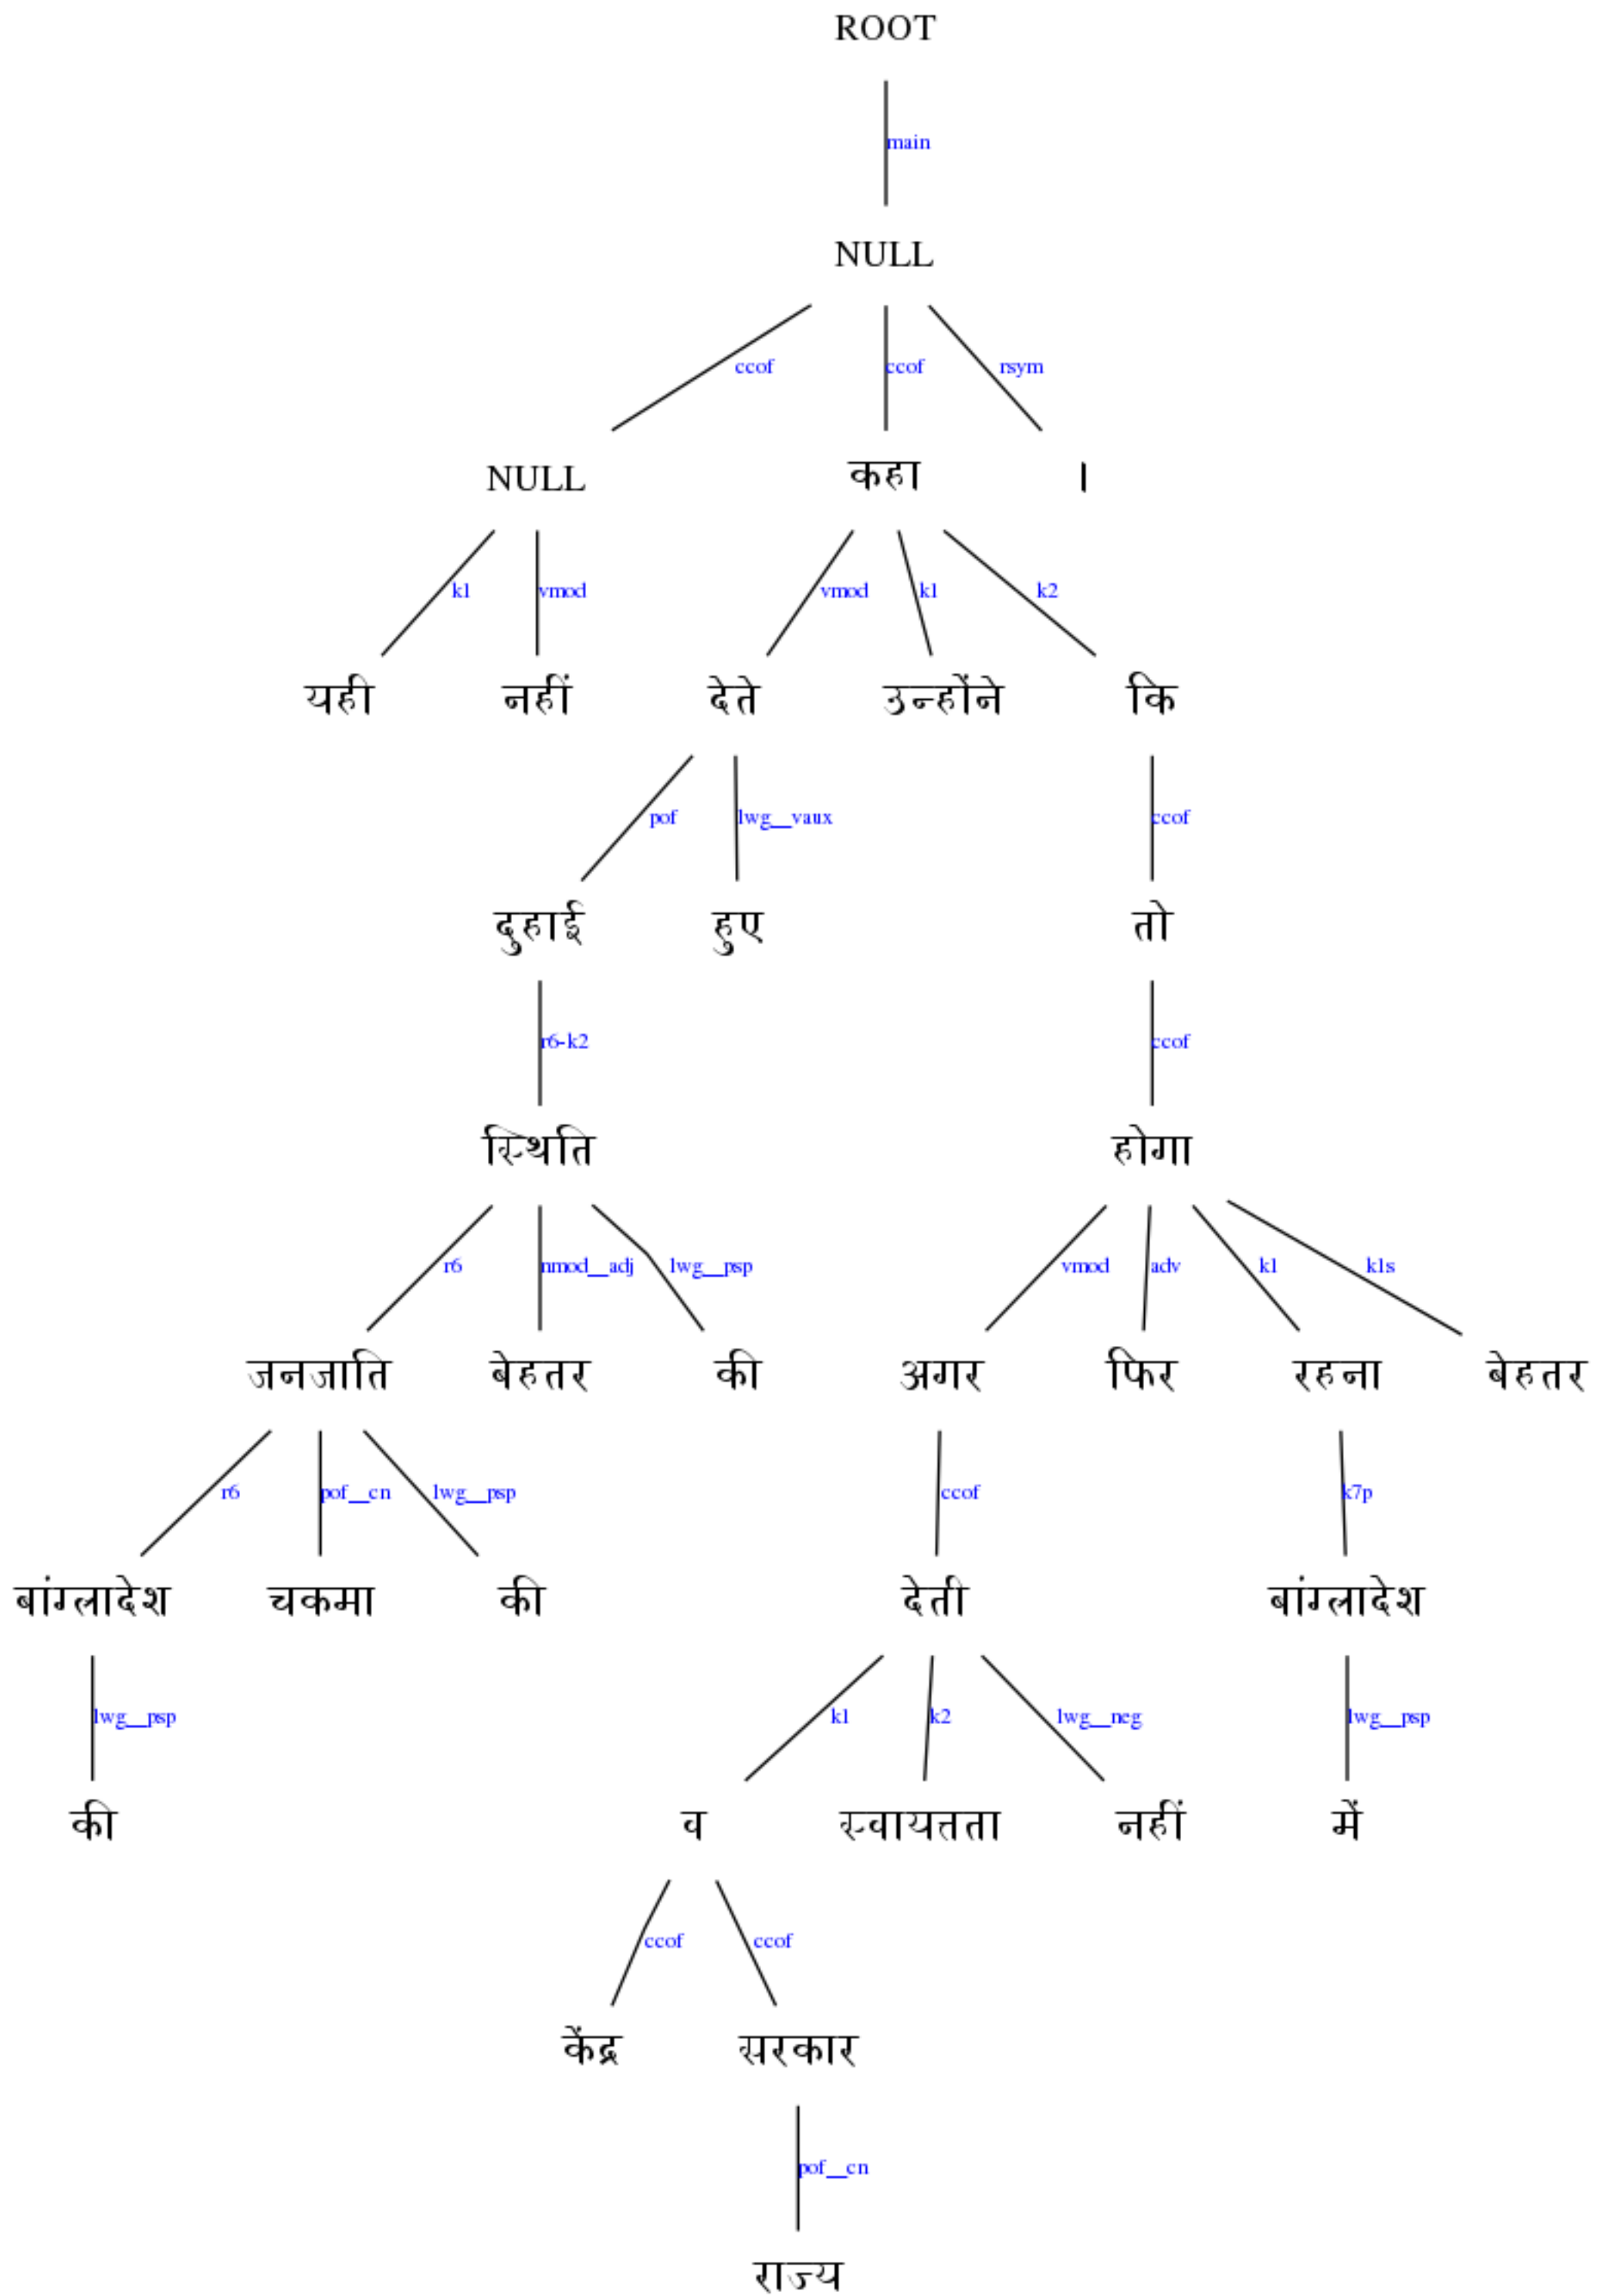 ROOT
main
NULL
ccof ccof rsym
NULL कहा ।
k1 vmod vmod k1 k2
यही नहीं देते उन्होंने कि
pof lwg__vaux ccof
दुहाई हुए तो
r6-k2 ccof
स्थिति होगा
r6 nmod__adj lwg__psp vmod adv k1 k1s
जनजाति बेहतर की अगर फिर रहना बेहतर
r6 pof__cn lwg__psp ccof k7p
बांग्लादेश चकमा की देती बांग्लादेश
lwg__psp k1 k2 lwg__neg lwg__psp
की व स्वायत्तता नहीं में
ccof ccof
केंद्र सरकार
pof__cn
राज्य